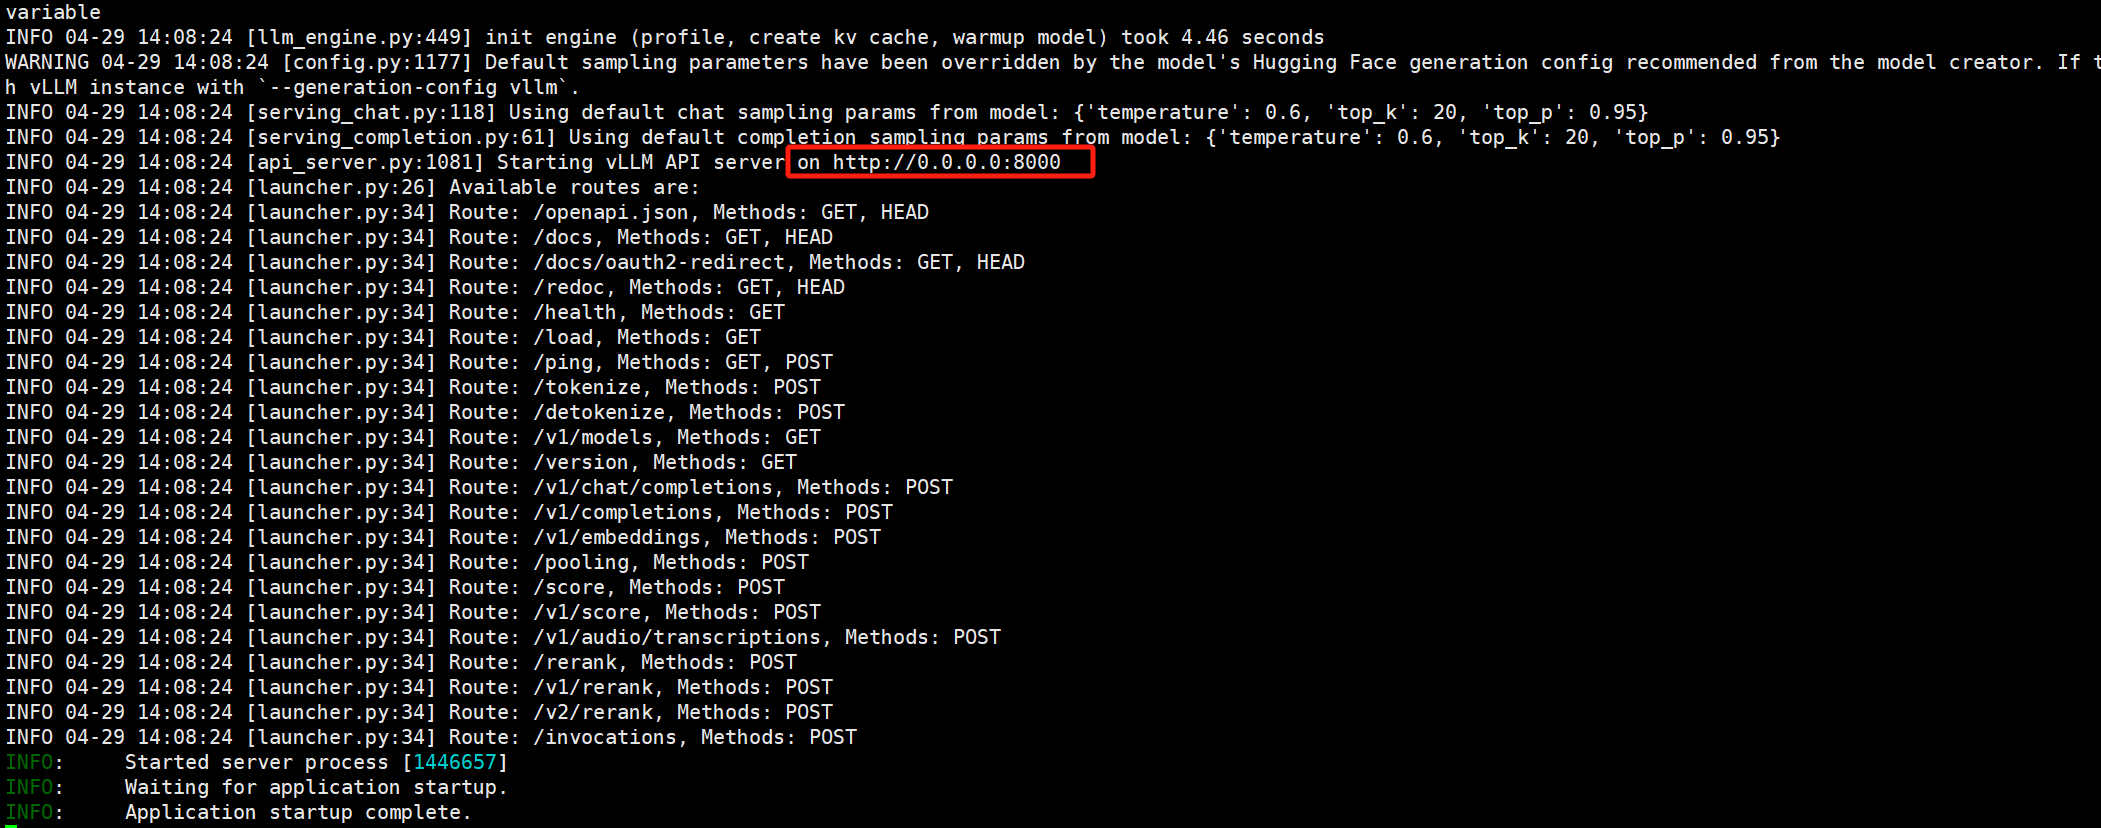 variable
INFO 04-29 14:08:24 [llm_engine.py:449] init engine (profile, create kv cache, warmup model) took 4.46 seconds
WARNING 04-29 14:08:24 [config.py:1177] Default sampling parameters have been overridden by the model's Hugging Face generation config recommended from the model creator. If t
h vLLM instance with `--generation-config vllm`.
INFO 04-29 14:08:24 [serving_chat.py:118] Using default chat sampling params from model: {'temperature': 0.6, 'top_k': 20, 'top_p': 0.95}
INFO 04-29 14:08:24 [serving_completion.py:61] Using default completion sampling params from model: {'temperature': 0.6, 'top_k': 20, 'top_p': 0.95}
INFO 04-29 14:08:24 [api_server.py:1081] Starting vLLM API server on http://0.0.0.0:8000
INFO 04-29 14:08:24 [launcher.py:26] Available routes are:
INFO 04-29 14:08:24 [launcher.py:34] Route: /openapi.json, Methods: GET, HEAD
INFO 04-29 14:08:24 [launcher.py:34] Route: /docs, Methods: GET, HEAD
INFO 04-29 14:08:24 [launcher.py:34] Route: /docs/oauth2-redirect, Methods: GET, HEAD
INFO 04-29 14:08:24 [launcher.py:34] Route: /redoc, Methods: GET, HEAD
INFO 04-29 14:08:24 [launcher.py:34] Route: /health, Methods: GET
INFO 04-29 14:08:24 [launcher.py:34] Route: /load, Methods: GET
INFO 04-29 14:08:24 [launcher.py:34] Route: /ping, Methods: GET, POST
INFO 04-29 14:08:24 [launcher.py:34] Route: /tokenize, Methods: POST
INFO 04-29 14:08:24 [launcher.py:34] Route: /detokenize, Methods: POST
INFO 04-29 14:08:24 [launcher.py:34] Route: /v1/models, Methods: GET
INFO 04-29 14:08:24 [launcher.py:34] Route: /version, Methods: GET
INFO 04-29 14:08:24 [launcher.py:34] Route: /v1/chat/completions, Methods: POST
INFO 04-29 14:08:24 [launcher.py:34] Route: /v1/completions, Methods: POST
INFO 04-29 14:08:24 [launcher.py:34] Route: /v1/embeddings, Methods: POST
INFO 04-29 14:08:24 [launcher.py:34] Route: /pooling, Methods: POST
INFO 04-29 14:08:24 [launcher.py:34] Route: /score, Methods: POST
INFO 04-29 14:08:24 [launcher.py:34] Route: /v1/score, Methods: POST
INFO 04-29 14:08:24 [launcher.py:34] Route: /v1/audio/transcriptions, Methods: POST
INFO 04-29 14:08:24 [launcher.py:34] Route: /rerank, Methods: POST
INFO 04-29 14:08:24 [launcher.py:34] Route: /v1/rerank, Methods: POST
INFO 04-29 14:08:24 [launcher.py:34] Route: /v2/rerank, Methods: POST
INFO 04-29 14:08:24 [launcher.py:34] Route: /invocations, Methods: POST
INFO:     Started server process [1446657]
INFO:     Waiting for application startup.
INFO:     Application startup complete.